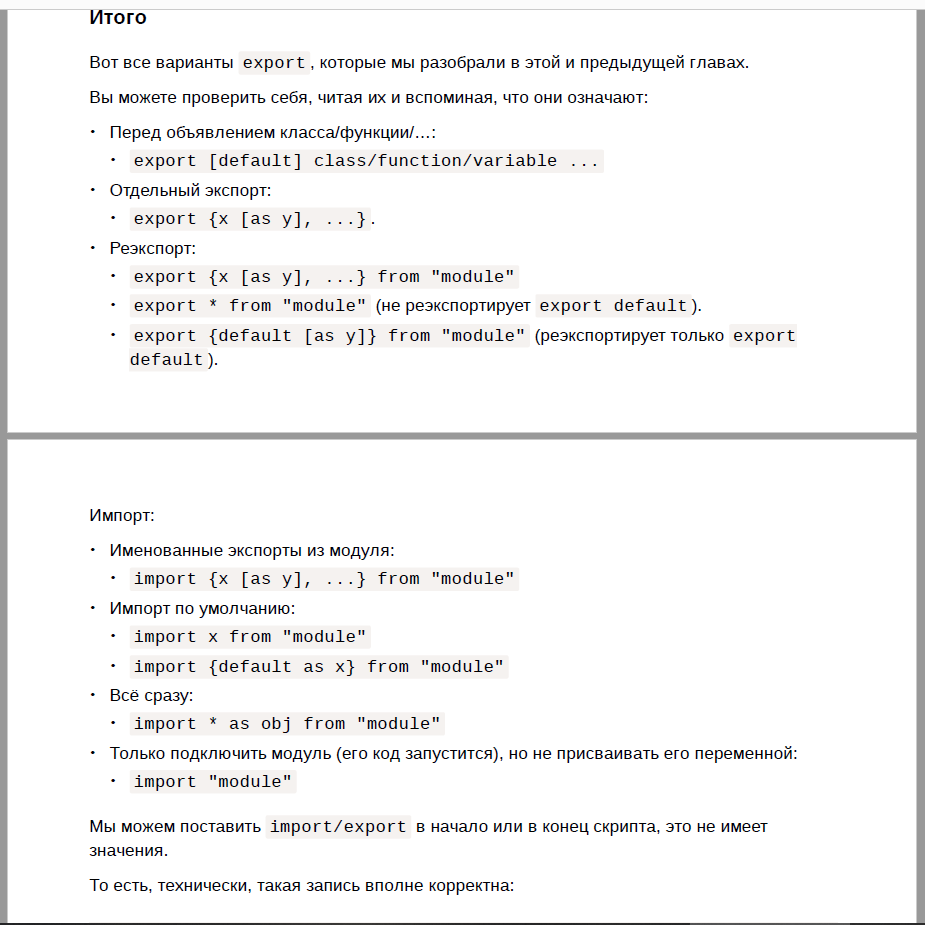 Итого
Вот все варианты export, которые мы разобрали в этой и предыдущей главах.
Вы можете проверить себя, читая их и вспоминая, что они означают:
• Перед объявлением класса/функции/…:
• export [default] class/function/variable ...
• Отдельный экспорт:
• export {x [as y], ...}.
• Реэкспорт:
• export {x [as y], ...} from "module"
• export * from "module" (не реэкспортирует export default).
• export {default [as y]} from "module" (реэкспортирует только export
default).
Импорт:
• Именованные экспорты из модуля:
• import {x [as y], ...} from "module"
• Импорт по умолчанию:
• import x from "module"
• import {default as x} from "module"
• Всё сразу:
• import * as obj from "module"
• Только подключить модуль (его код запустится), но не присваивать его переменной:
• import "module"
Мы можем поставить import/export в начало или в конец скрипта, это не имеет
значения.
То есть, технически, такая запись вполне корректна: